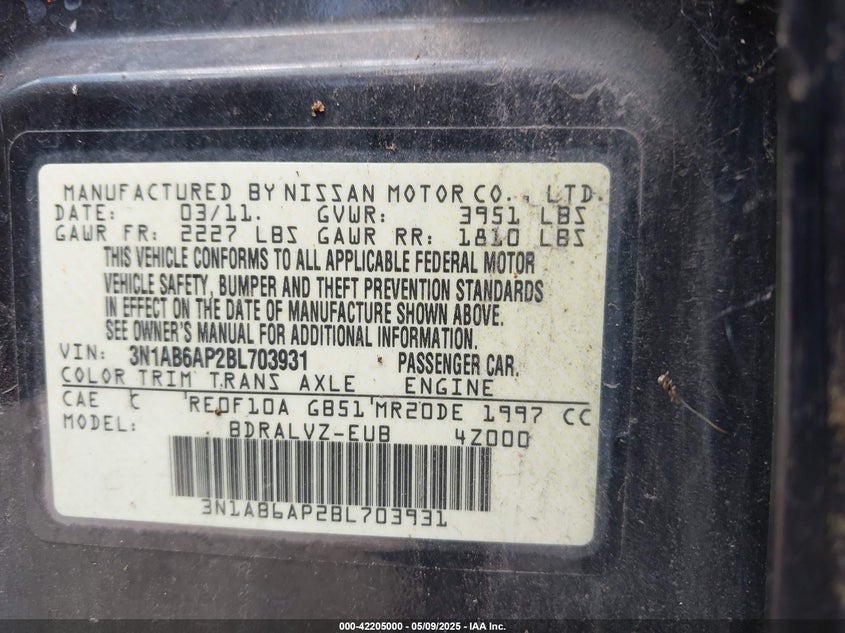 MANUFACTURED BY NISSAN MOTOR CO., LTD.
DATE: 03/11. GVWR: 3951 LBS
GAWR FR: 2227 LBS GAWR RR: 1810 LBS
THIS VEHICLE CONFORMS TO ALL APPLICABLE FEDERAL MOTOR
VEHICLE SAFETY, BUMPER AND THEFT PREVENTION STANDARDS
IN EFFECT ON THE DATE OF MANUFACTURE SHOWN ABOVE.
SEE OWNER'S MANUAL FOR ADDITIONAL INFORMATION.
VIN: 3N1AB6AP2BL703931 PASSENGER CAR.
COLOR TRIM TRANS AXLE ENGINE
CAE C RE0F10A GB51 MR20DE 1997 CC
MODEL: BDRALVZ-EUB 4Z000
3N1AB6AP2BL703931
000-42205000 - 05/09/2025 - IAA Inc.